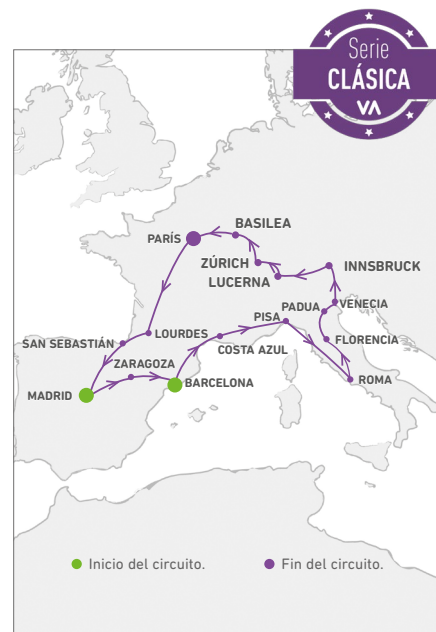 Serie
CLÁSICA
VA
PARÍS
BASILEA
ZÚRICH
LUCERNA
INNSBRUCK
PADUA
VENECIA
PISA
FLORENCIA
SAN SEBASTIÁN
LOURDES
COSTA AZUL
ZARAGOZA
BARCELONA
MADRID
ROMA
Inicio del circuito.
Fin del circuito.